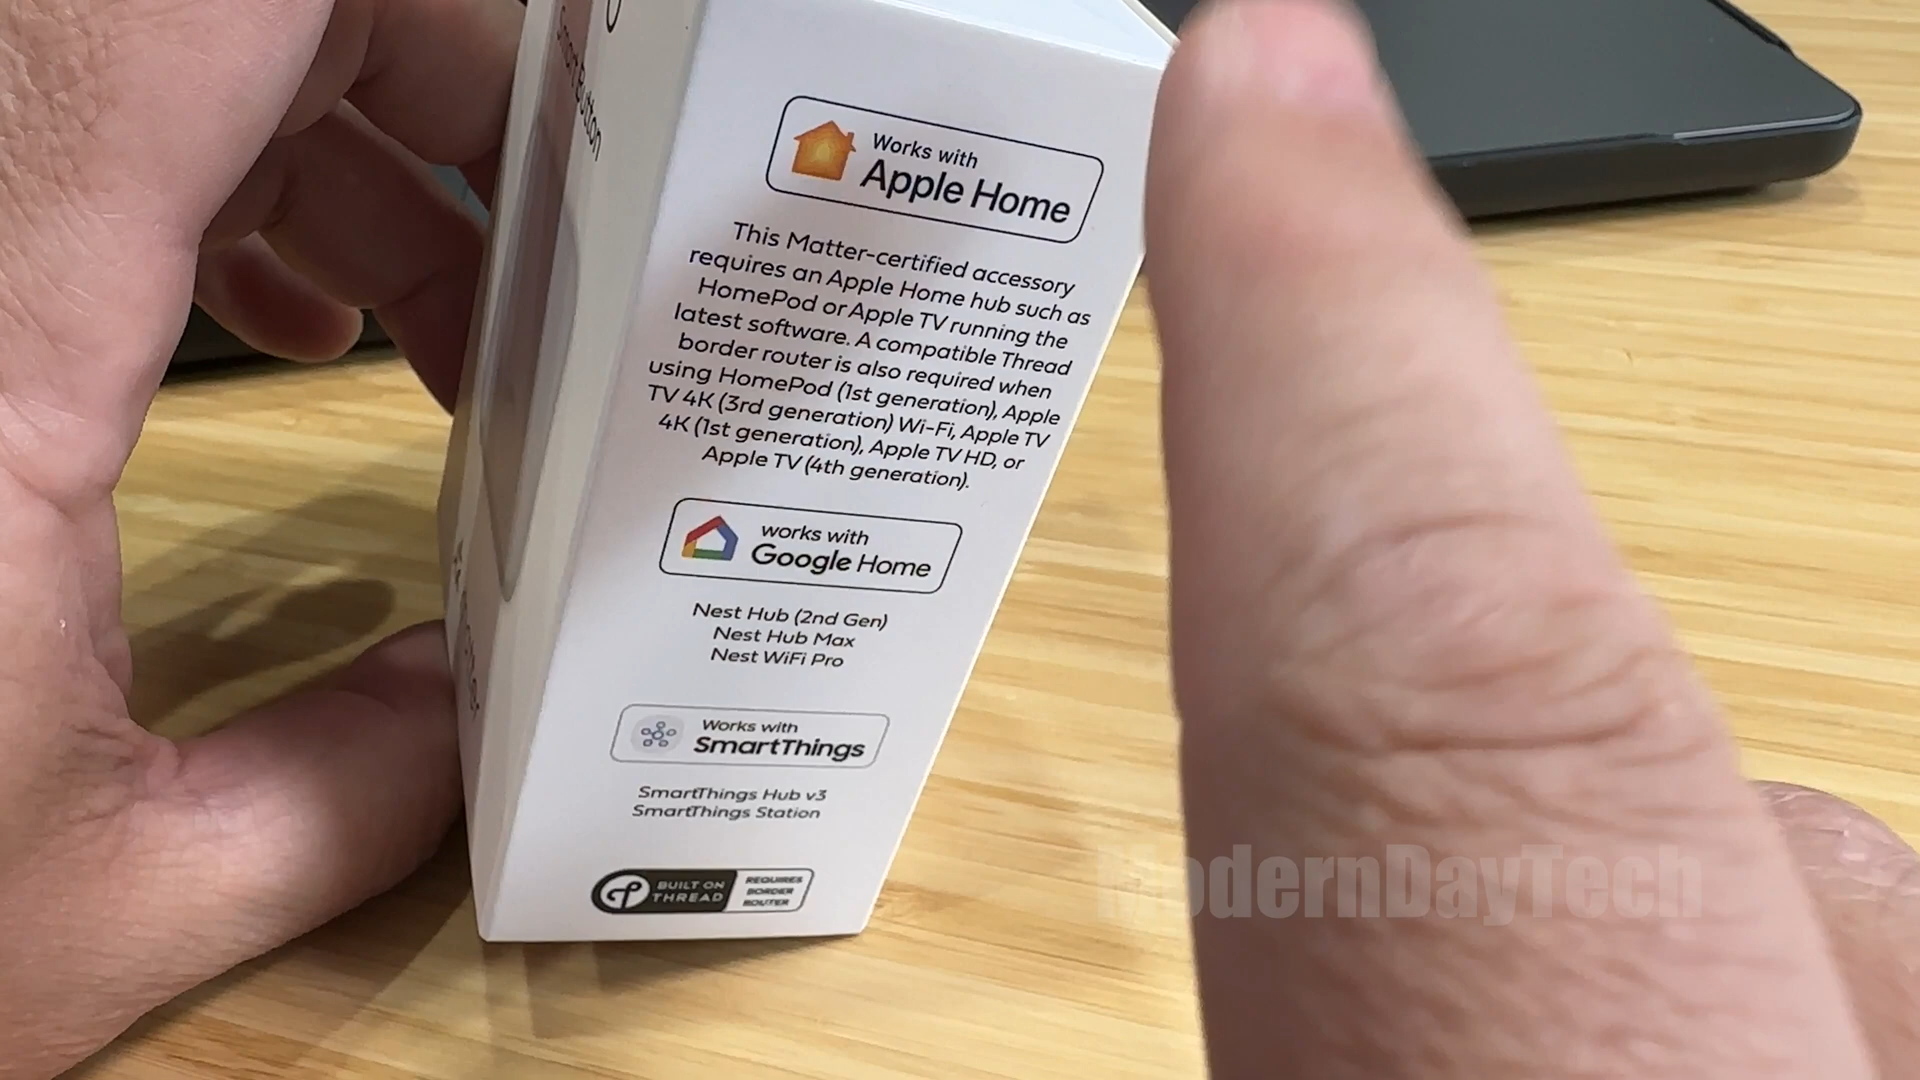 SmartButton
Works with
Apple Home
This Matter-certified accessory
requires an Apple Home hub such as
HomePod or Apple TV running the
latest software. A compatible Thread
border router is also required when
using HomePod (1st generation), Apple
TV 4K (3rd generation) Wi-Fi, Apple TV
4K (1st generation), Apple TV HD, or
Apple TV (4th generation).
works with
Google Home
Nest Hub (2nd Gen)
Nest Hub Max
Nest WiFi Pro
Works with
SmartThings
SmartThings Hub v3
SmartThings Station
BUILT ON
THREAD
REQUIRES
BORDER
ROUTER
ModernDayTech